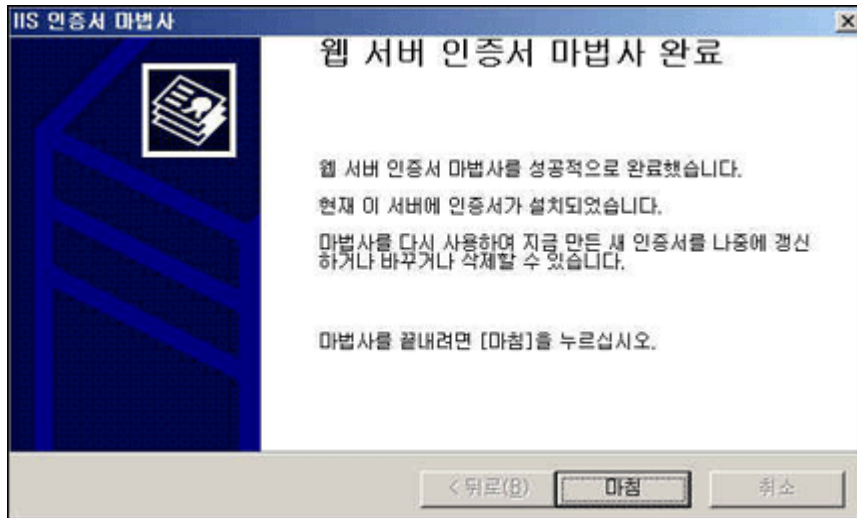 IIS 인증서 마법사
웹 서버 인증서 마법사 완료
웹 서버 인증서 마법사를 성공적으로 완료했습니다.
현재 이 서버에 인증서가 설치되었습니다.
마법사를 다시 사용하여 지금 만든 새 인증서를 나중에 갱신
하거나 바꾸거나 삭제할 수 있습니다.
마법사를 끝내려면 [마침]을 누르십시오.
< 뒤로(B)
마침
취소